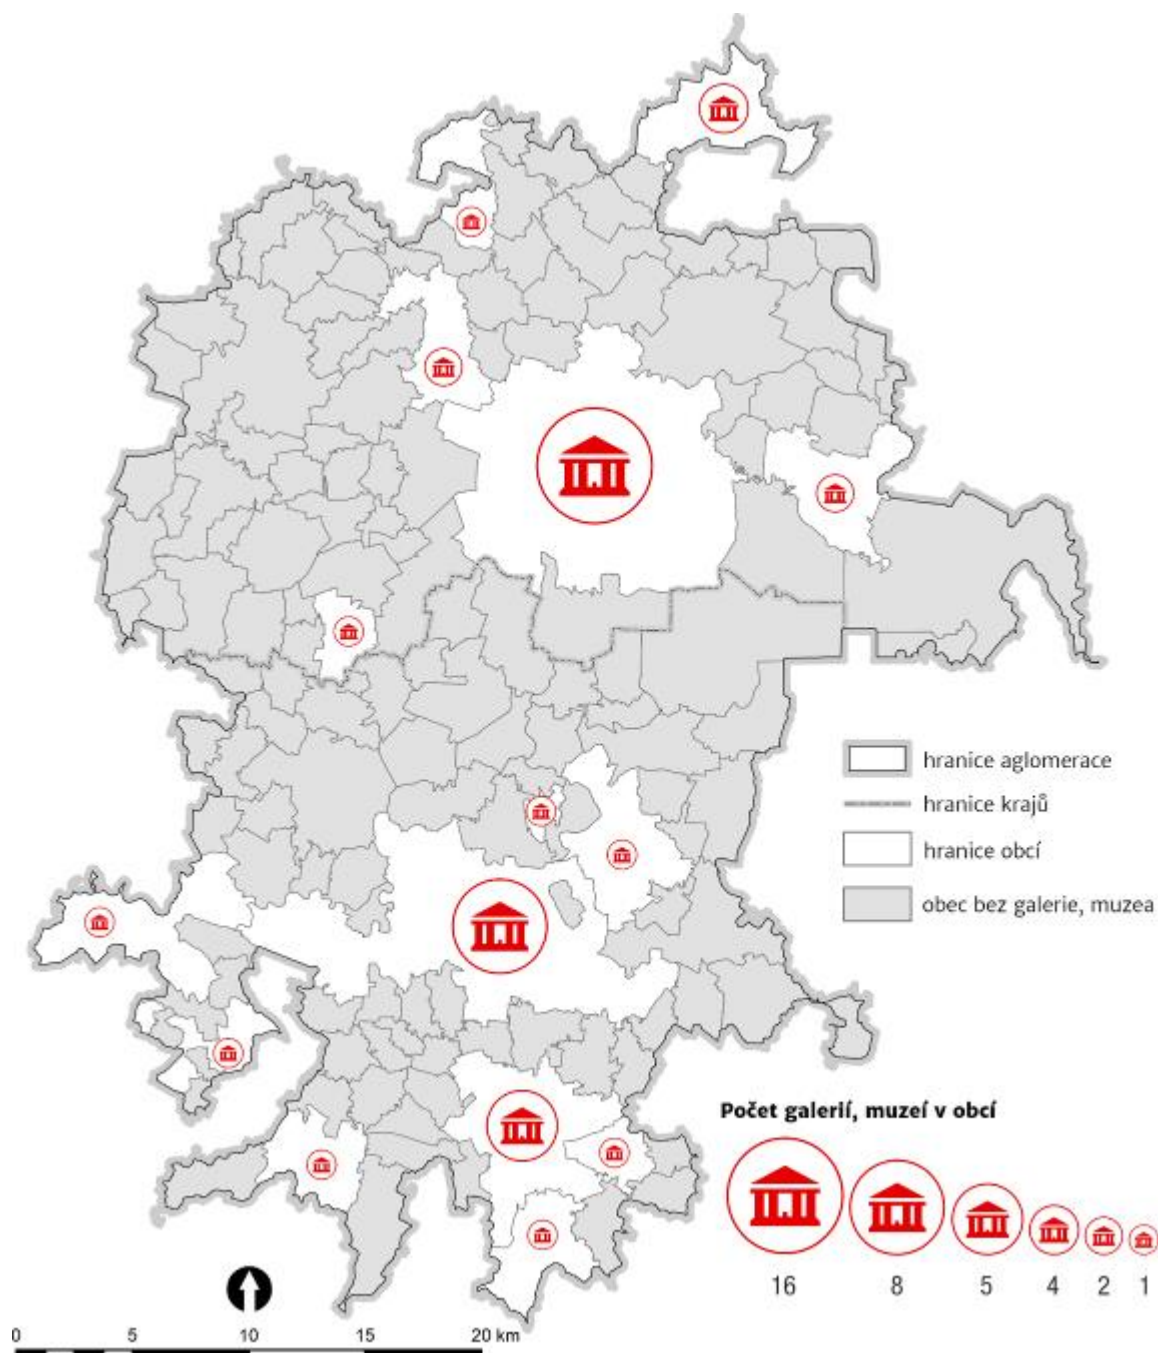 hranice aglomerace
hranice krajů
hranice obcí
obec bez galerie, muzea
Počet galerií, muzeí v obcí
16 8 5 4 2 1
0 5 10 15 20 km